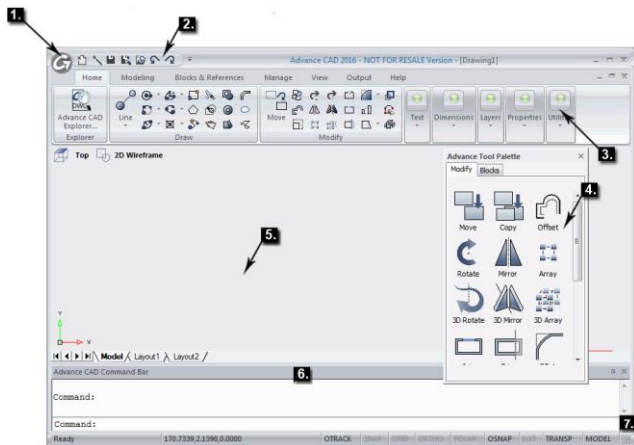 1.
2.
Advance CAD 2016 - NOT FOR RESALE Version - [Drawing1]
Home Modeling Blocks & References Manage View Output Help
DWG
Advance CAD Explorer... Line Move Text Dimensions Layers Properties Utilities
Explorer Draw Modify
3.
Top 2D Wireframe
Advance Tool Palette
Modify Blocks
4.
Move Copy Offset
Rotate Mirror Array
3D Rotate 3D Mirror 3D Array
5.
Y
X
Model Layout1 Layout2
Advance CAD Command Bar
6.
Command:
Command:
7.
Ready 170.7339,2.1398,0.0000 OTRACK SNAP GRID ORTHO POLAR OSNAP LWT TRANSP MODEL